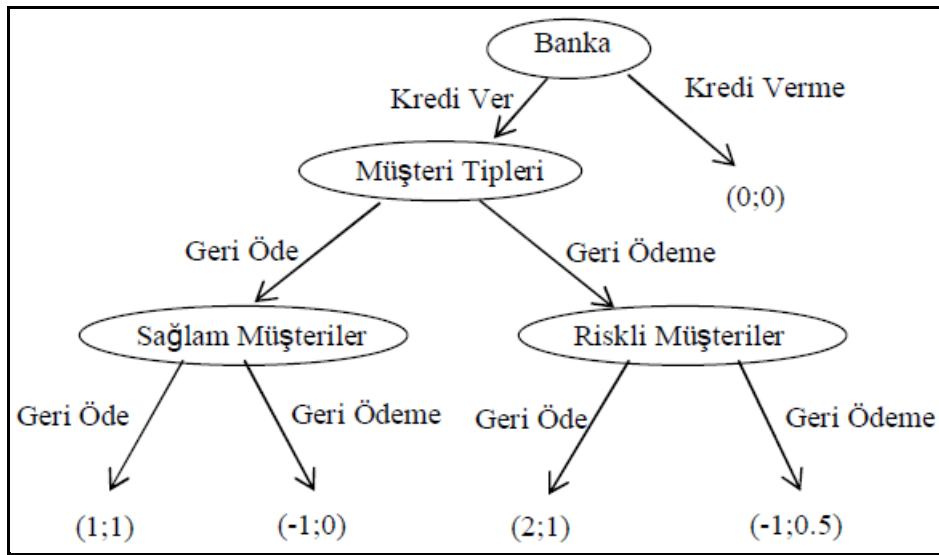 Banka
Kredi Ver
Kredi Verme
Müşteri Tipleri
(0;0)
Geri Öde
Geri Ödeme
Sağlam Müşteriler
Riskli Müşteriler
Geri Öde
Geri Ödeme
Geri Öde
Geri Ödeme
(1;1)
(-1;0)
(2;1)
(-1;0.5)